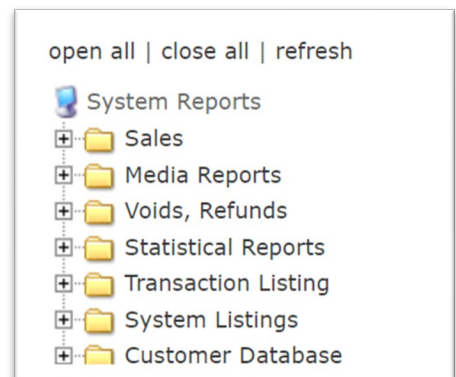 open all | close all | refresh
System Reports
Sales
Media Reports
Voids, Refunds
Statistical Reports
Transaction Listing
System Listings
Customer Database